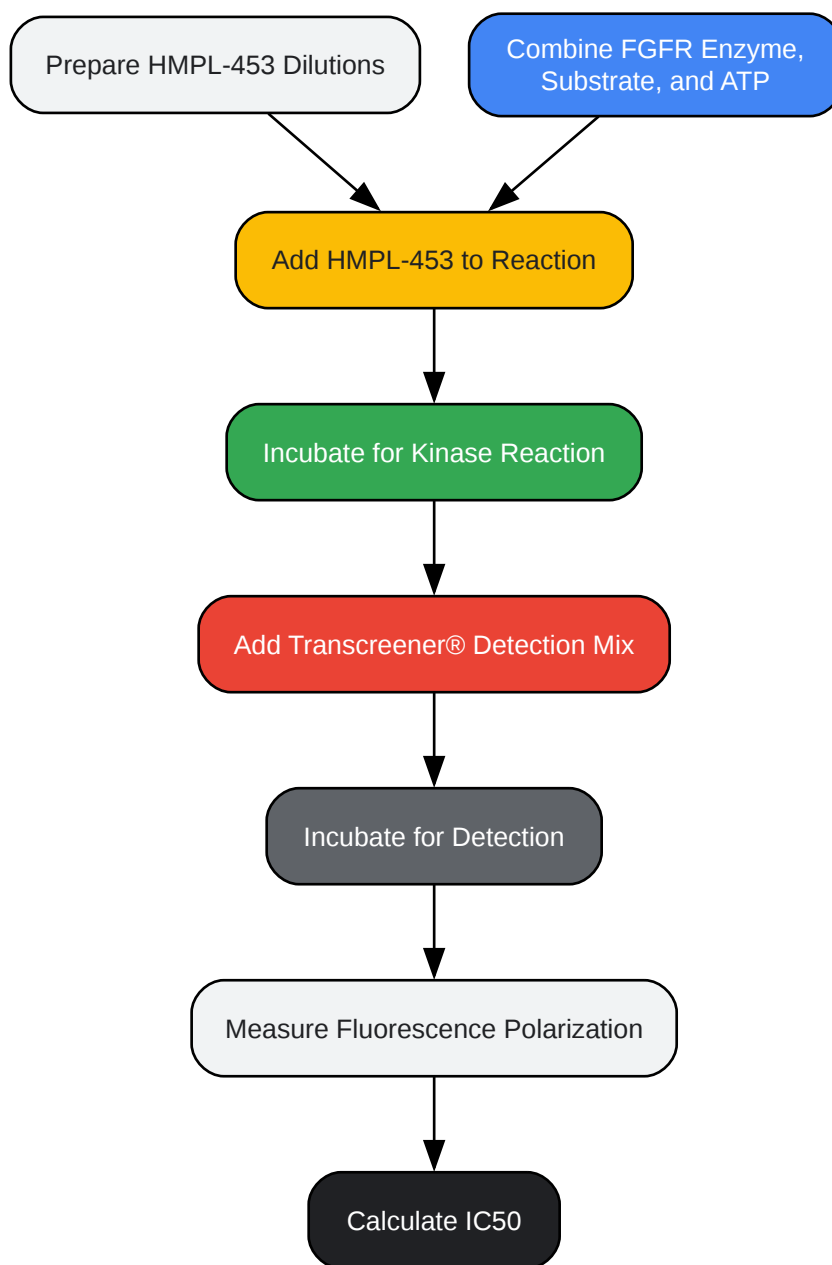 Prepare HMPL-453 Dilutions
Combine FGFR Enzyme,
Substrate, and ATP
Add HMPL-453 to Reaction
Incubate for Kinase Reaction
Add Transcreener® Detection Mix
Incubate for Detection
Measure Fluorescence Polarization
Calculate IC50